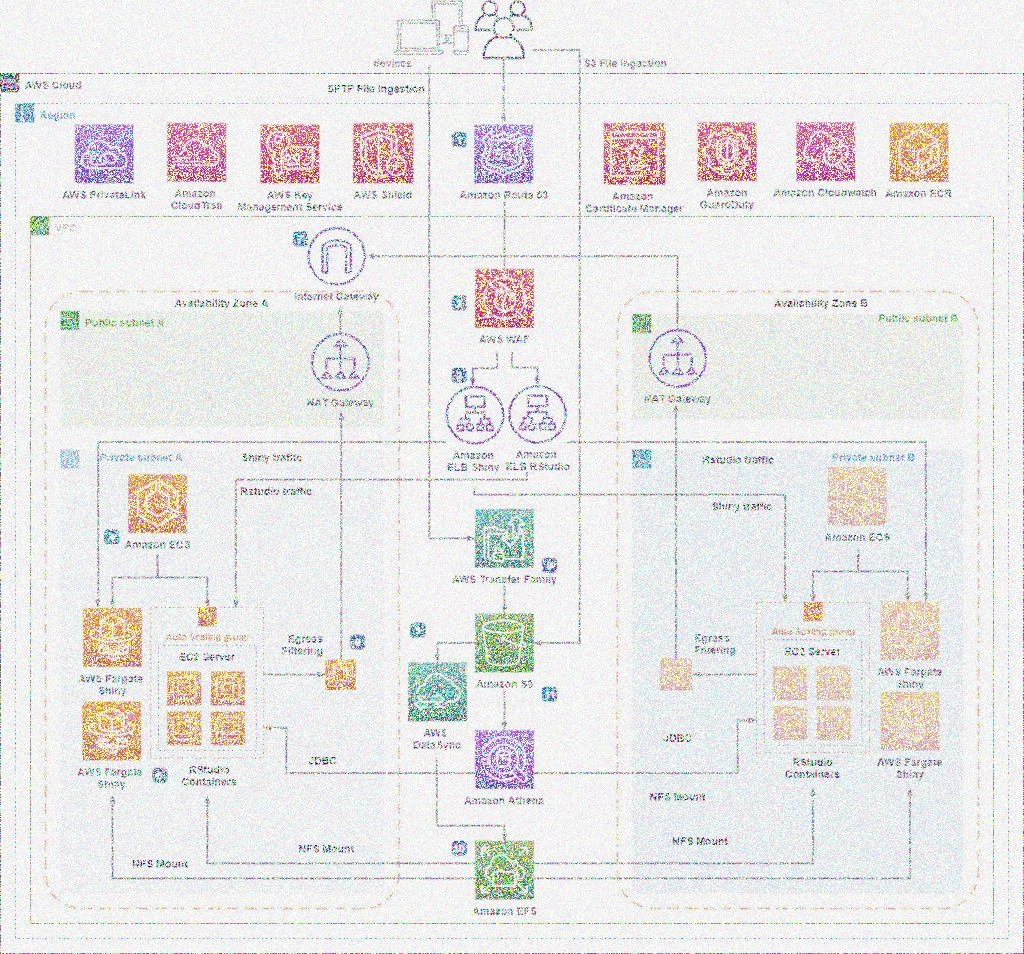 devices
S3 File Ingestion
AWS Cloud
SFTP File Ingestion
Region
AWS PrivateLink
Amazon
CloudTrail
AWS Key
Management Service
AWS Shield
Amazon Route 53
Amazon
Certificate Manager
Amazon
GuardDuty
Amazon Cloudwatch
Amazon ECR
VPC
Internet Gateway
Availability Zone A
Availability Zone B
Public subnet A
Public subnet B
AWS WAF
NAT Gateway
NAT Gateway
Amazon
ELB Shiny
Amazon
ELB RStudio
Private subnet A
Shiny traffic
Rstudio traffic
Private subnet B
Rstudio traffic
Shiny traffic
Amazon ECS
Amazon ECS
AWS Transfer Family
Auto Scaling group
EC2 Server
Egress
Filtering
Egress
Filtering
Auto Scaling group
EC2 Server
AWS Fargate
Shiny
Amazon S3
AWS Fargate
Shiny
AWS
DataSync
JDBC
JDBC
AWS Fargate
Shiny
RStudio
Containers
RStudio
Containers
AWS Fargate
Shiny
Amazon Athena
NFS Mount
NFS Mount
NFS Mount
NFS Mount
Amazon EFS